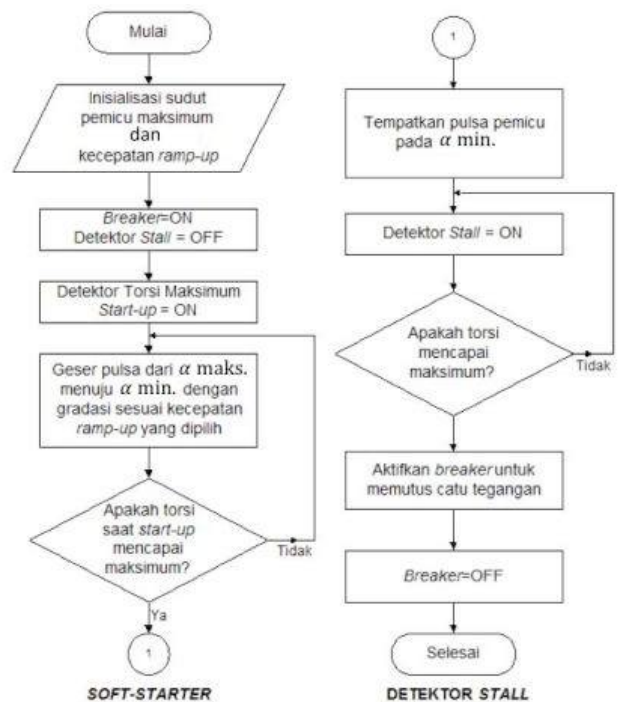 Mulai
Inisialisasi sudut
pemicu maksimum
dan
kecepatan ramp-up
Breaker=ON
Detektor Stall = OFF
Detektor Torsi Maksimum
Start-up = ON
Geser pulsa dari α maks.
menuju α min. dengan
gradasi sesuai kecepatan
ramp-up yang dipilih
Apakah torsi
saat start-up
mencapai
maksimum?
Tidak
Ya
1
SOFT-STARTER
1
Tempatkan pulsa pemicu
pada α min.
Detektor Stall = ON
Apakah torsi
mencapai
maksimum?
Tidak
Aktifkan breaker untuk
memutus catu tegangan
Breaker=OFF
Selesai
DETEKTOR STALL